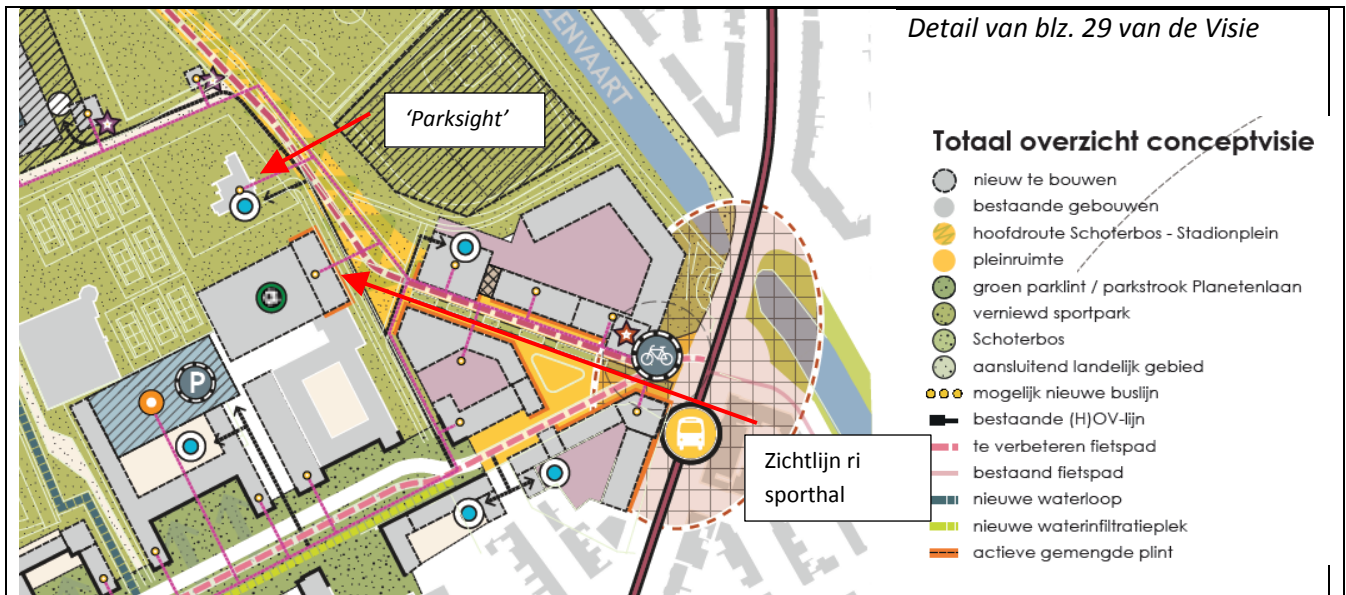 Detail van blz. 29 van de Visie
'Parksight'
ENVAART
P
Zichtlijn ri
sporthal
Totaal overzicht conceptvisie
nieuw te bouwen
bestaande gebouwen
hoofdroute Schoterbos - Stadionplein
pleinruimte
groen parklint / parkstrook Planetenlaan
verniewd sportpark
Schoterbos
aansluitend landelijk gebied
mogelijk nieuwe buslijn
bestaande (H)OV-lijn
te verbeteren fietspad
bestaand fietspad
nieuwe waterloop
nieuwe waterinfiltratieplek
actieve gemengde plint